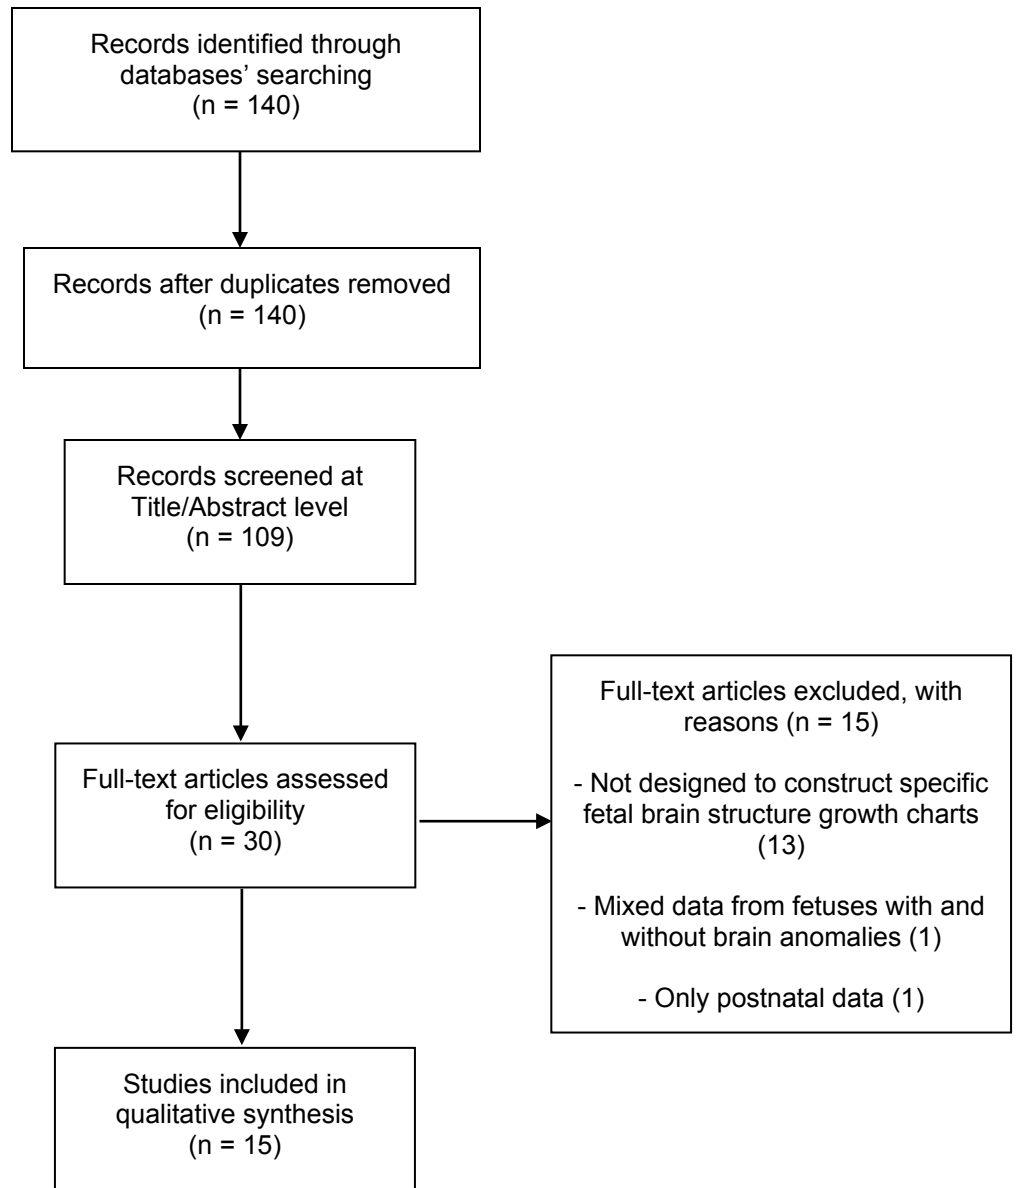 Records identified through
databases’ searching
(n = 140)
Records after duplicates removed
(n = 140)
Records screened at
Title/Abstract level
(n = 109)
Full-text articles assessed
for eligibility
(n = 30)
Full-text articles excluded, with
reasons (n = 15)
- Not designed to construct specific
fetal brain structure growth charts
(13)
- Mixed data from fetuses with and
without brain anomalies (1)
- Only postnatal data (1)
Studies included in
qualitative synthesis
(n = 15)